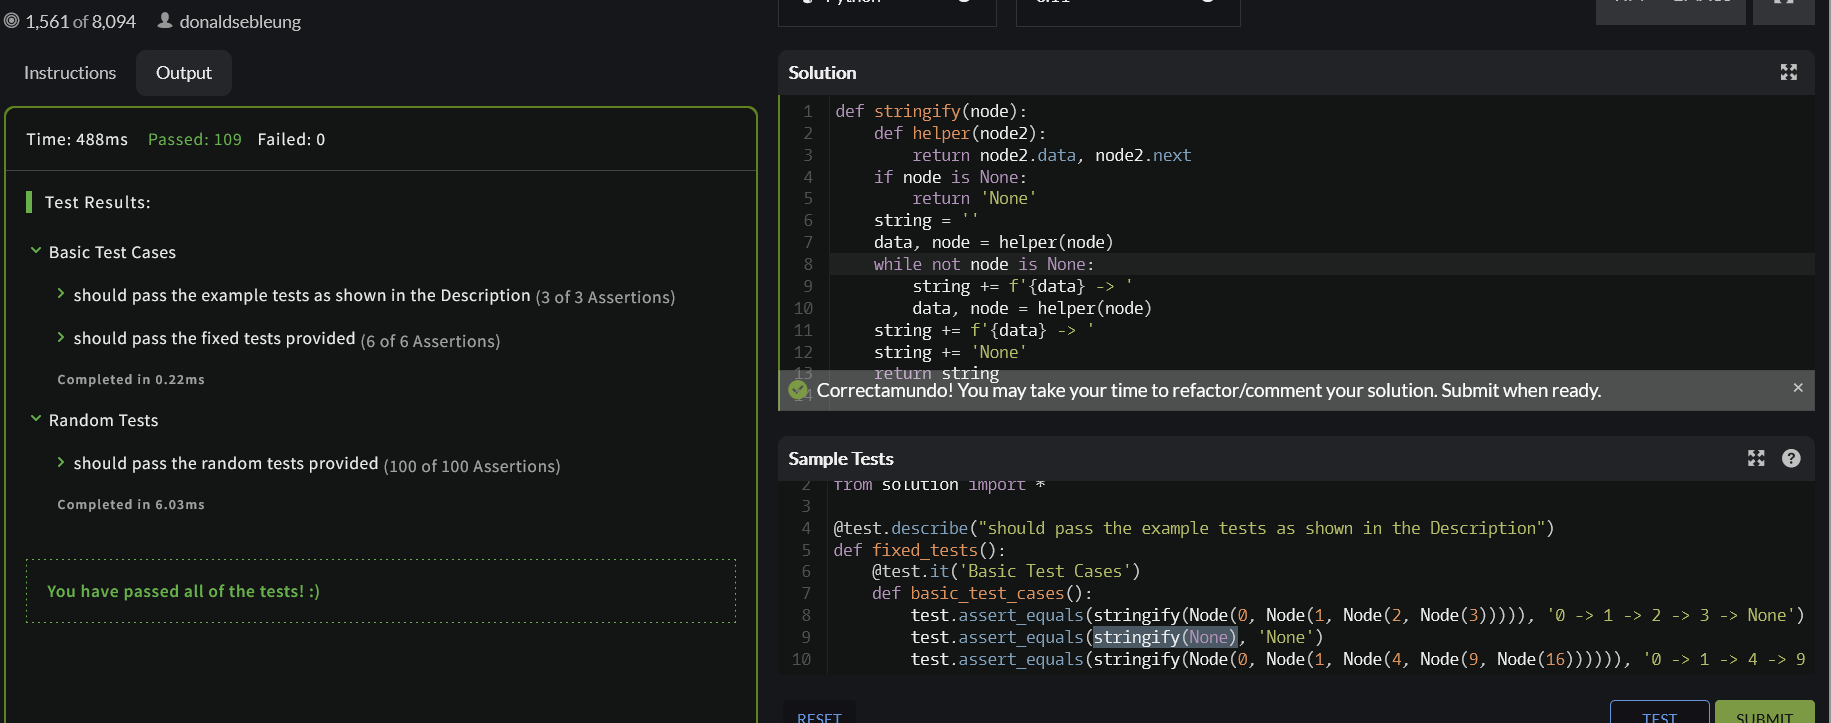 1,561 of 8,094 donaldsebleung
Python
Instructions Output
Time: 488ms Passed: 109 Failed: 0
Test Results:
Basic Test Cases
should pass the example tests as shown in the Description (3 of 3 Assertions)
should pass the fixed tests provided (6 of 6 Assertions)
Completed in 0.22ms
Random Tests
should pass the random tests provided (100 of 100 Assertions)
Completed in 6.03ms
You have passed all of the tests! :)
Solution
1 def stringify(node):
2 def helper(node2):
3 return node2.data, node2.next
4 if node is None:
5 return 'None'
6 string = ''
7 data, node = helper(node)
8 while not node is None:
9 string += f'{data} -> '
10 data, node = helper(node)
11 string += f'{data} -> '
12 string += 'None'
13 return string
14
Correctamundo! You may take your time to refactor/comment your solution. Submit when ready. ×
Sample Tests ?
2 from solution import *
3
4 @test.describe("should pass the example tests as shown in the Description")
5 def fixed_tests():
6 @test.it('Basic Test Cases')
7 def basic_test_cases():
8 test.assert_equals(stringify(Node(0, Node(1, Node(2, Node(3))))), '0 -> 1 -> 2 -> 3 -> None')
9 test.assert_equals(stringify(None), 'None')
10 test.assert_equals(stringify(Node(0, Node(1, Node(4, Node(9, Node(16)))))), '0 -> 1 -> 4 -> 9
RESET TEST SUBMIT